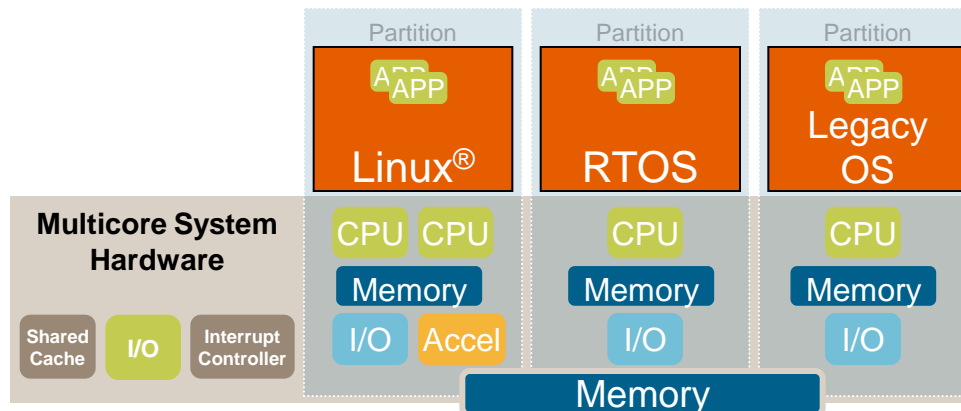 Partition
Partition
Partition
APP
APP
APP
APP
APP
APP
Linux®
RTOS
Legacy
OS
Multicore System
Hardware
CPU
CPU
CPU
CPU
Memory
Memory
Memory
Shared
Cache
I/O
Interrupt
Controller
I/O
Accel
I/O
I/O
Memory